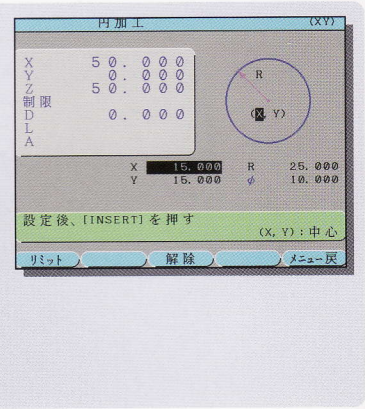 円加工 (XY)
X 50.000
Y 0.000
Z 50.000
制限
D 0.000
L
A
R
(X, Y)
X 15.000 R 25.000
Y 15.000 φ 10.000
設定後、[INSERT]を押す
(X, Y):中心
リミット 解除 メニュー戻